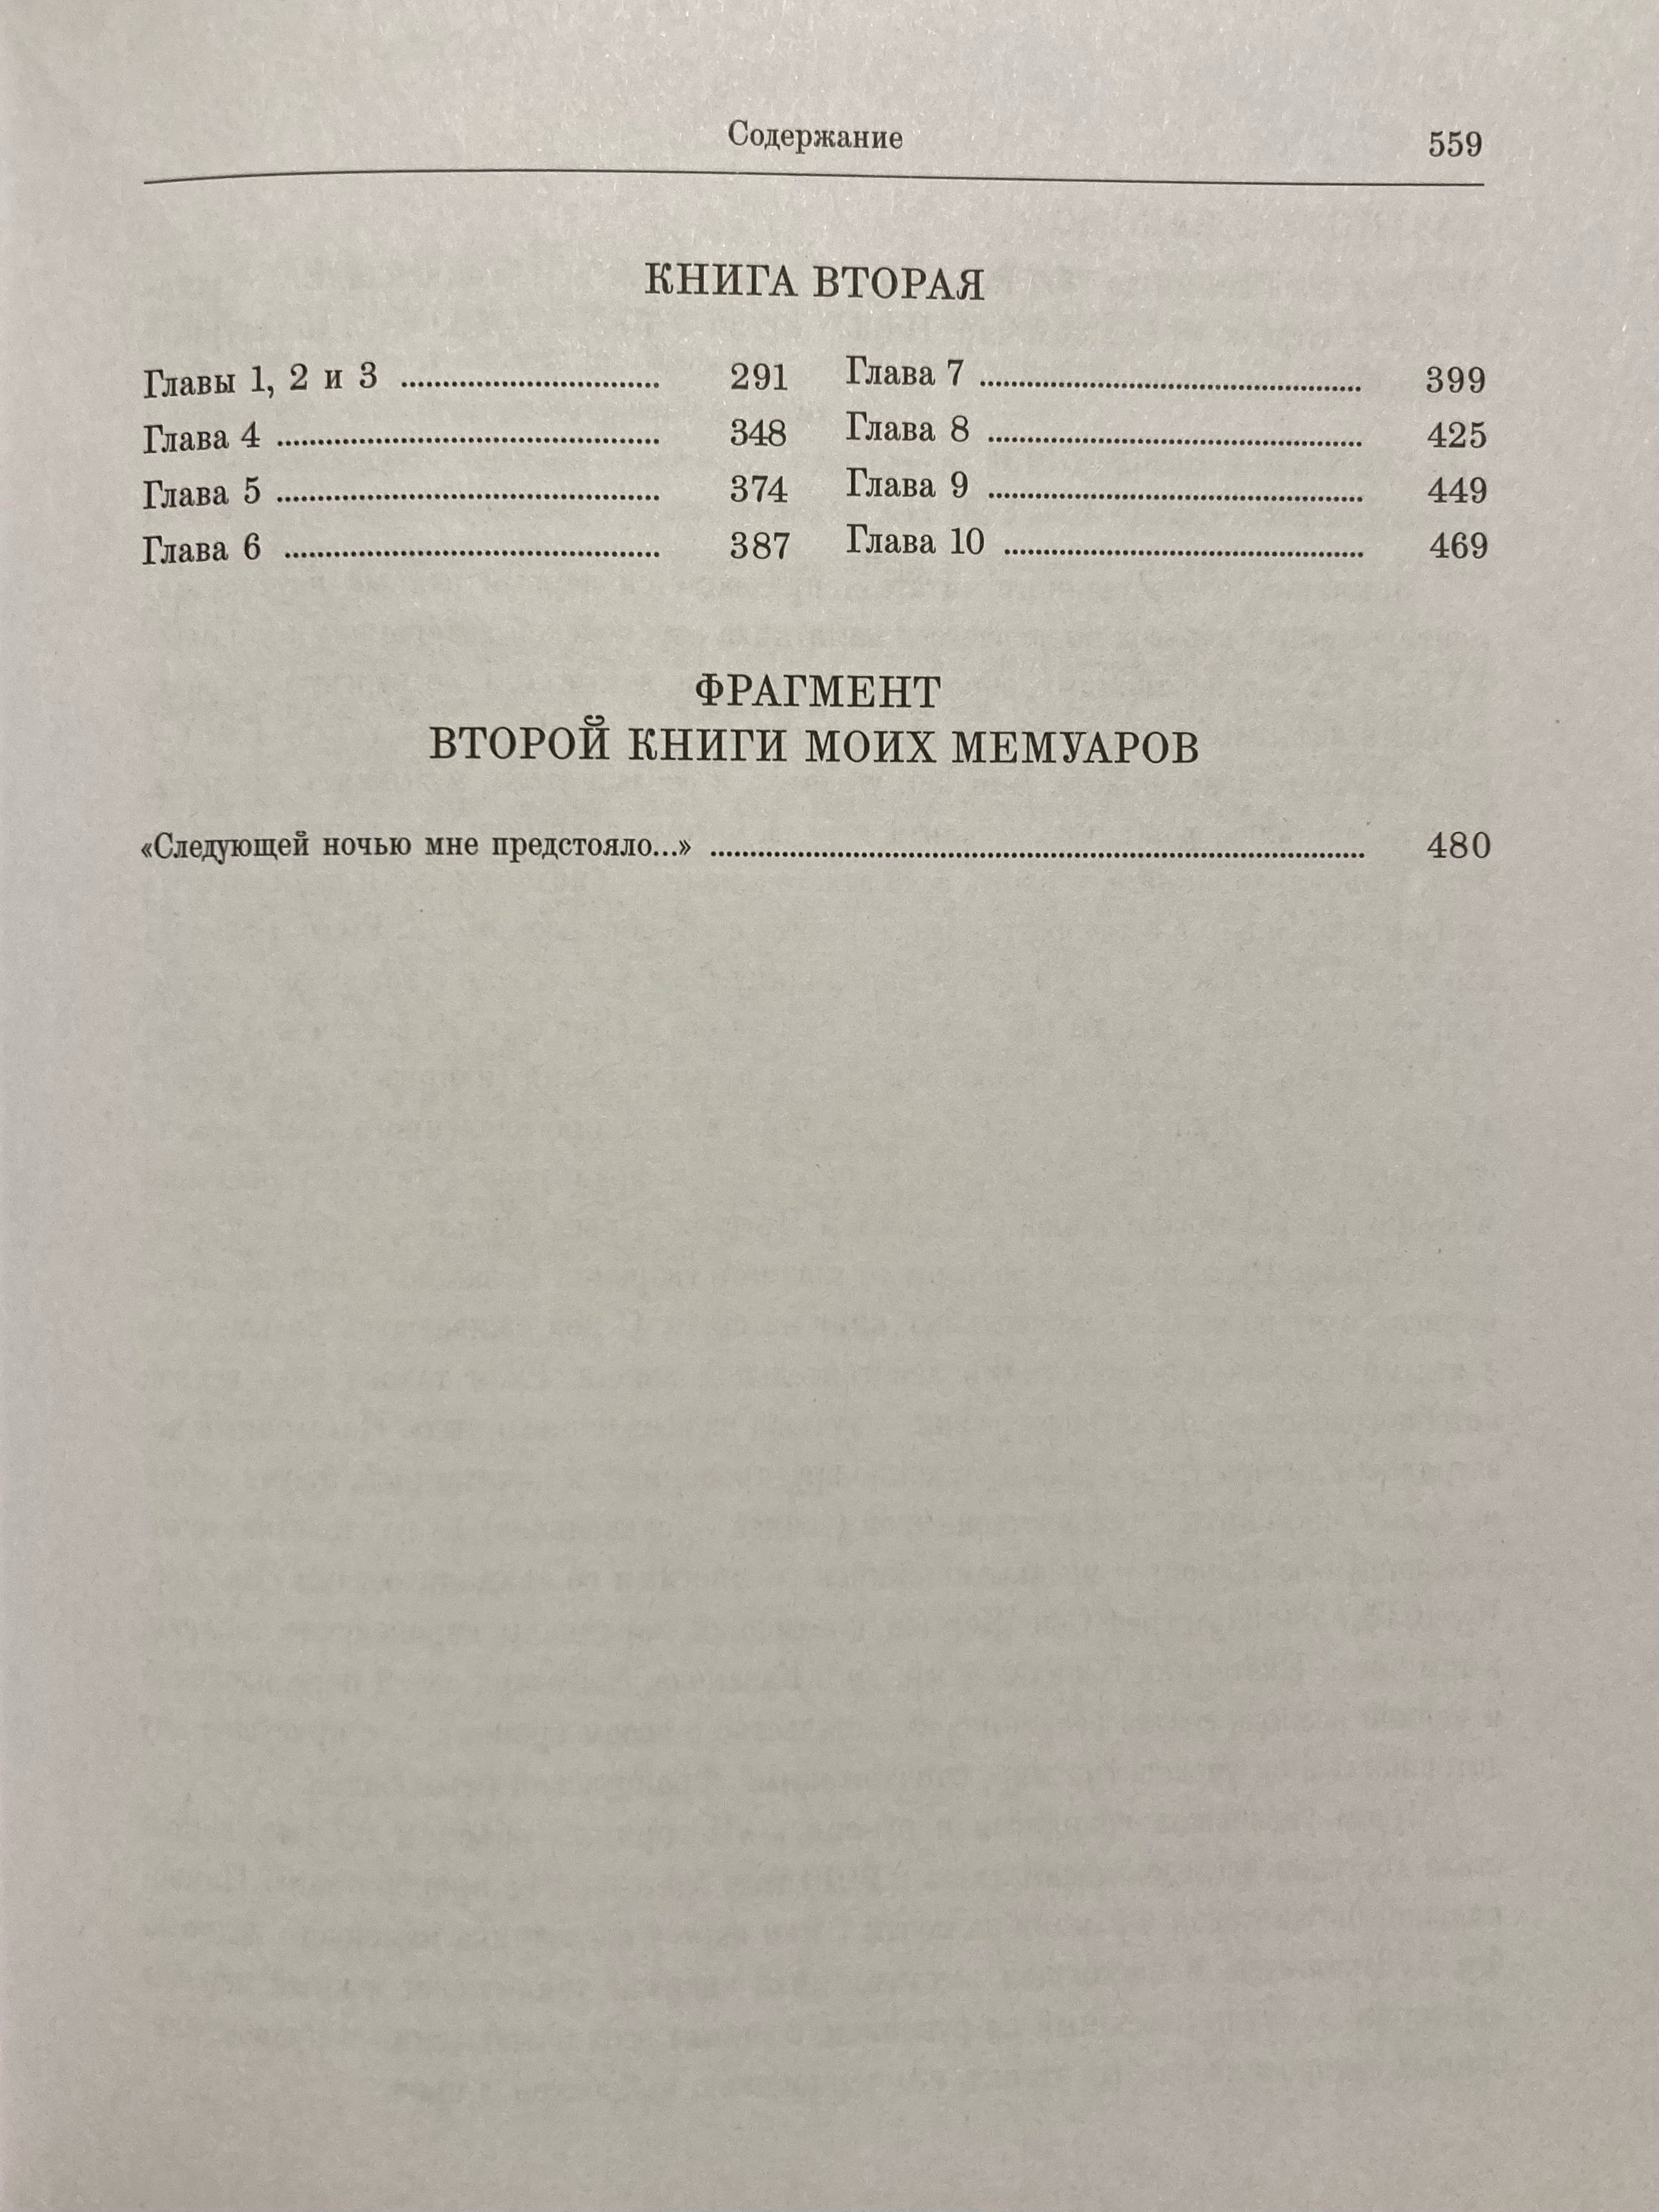 Содержание 559
КНИГА ВТОРАЯ
Главы 1, 2 и 3 ................................ 291
Глава 4 ................................ 348
Глава 5 ................................ 374
Глава 6 ................................ 387
Глава 7 ................................ 399
Глава 8 ................................ 425
Глава 9 ................................ 449
Глава 10 ................................ 469
ФРАГМЕНТ
ВТОРОЙ КНИГИ МОИХ МЕМУАРОВ
«Следующей ночью мне предстояло...» ................................ 480